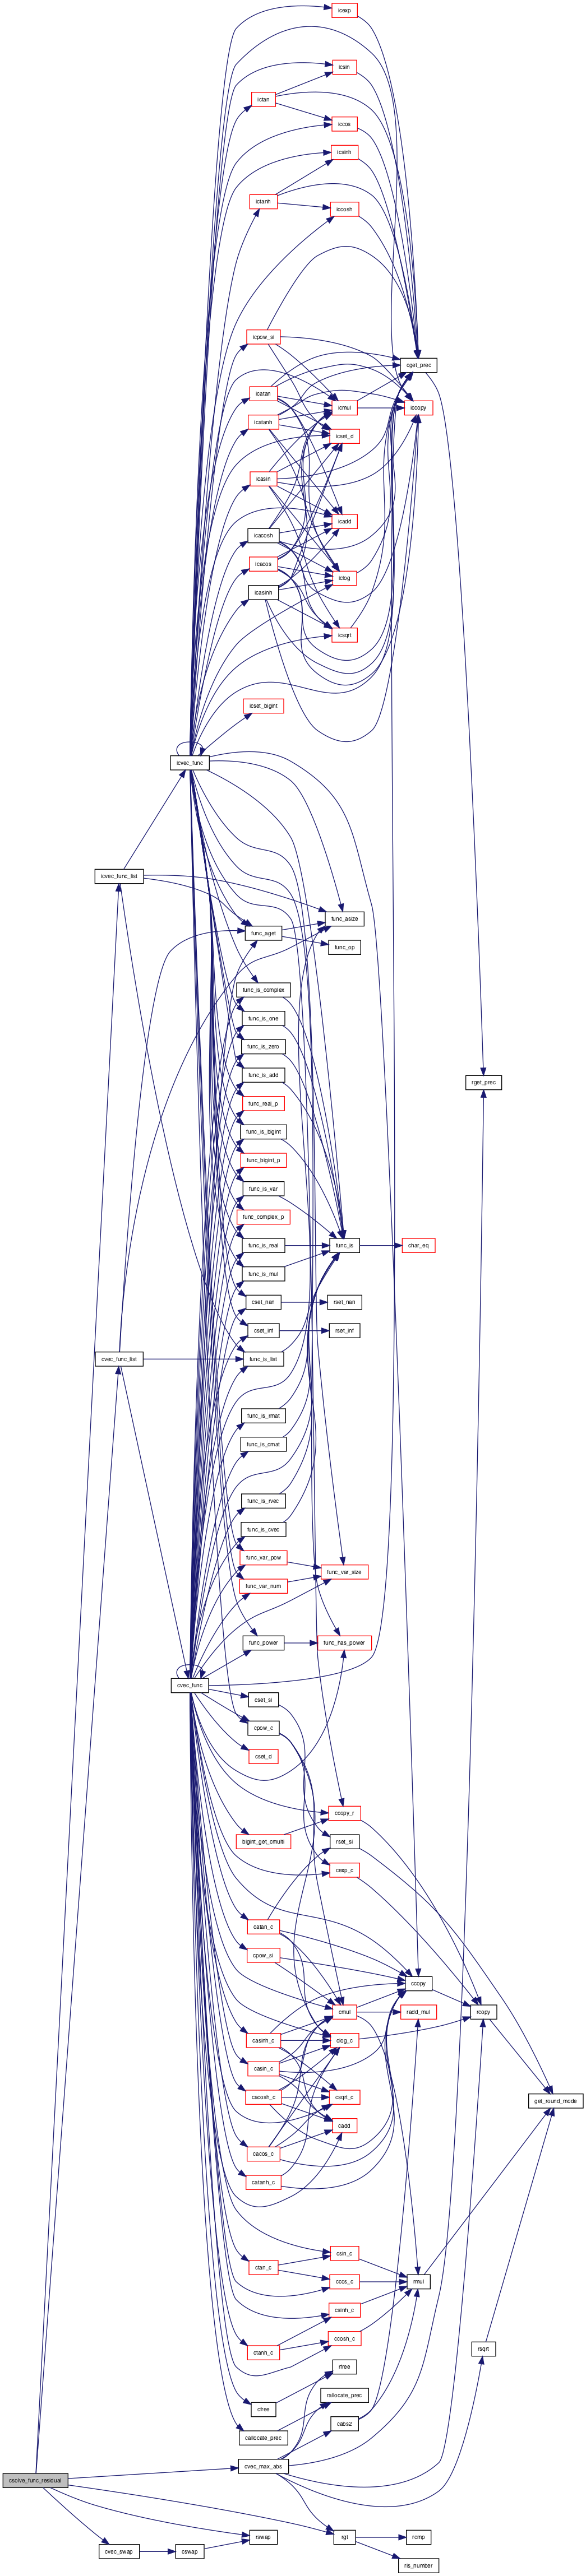 icexp
icsin
ictan
iccos
icsinh
ictanh
iccosh
icpow_si
cget_prec
icatan
icmul
iccopy
icatanh
icset_d
icasin
icadd
icacosh
icacos
iclog
icasinh
icsqrt
icset_bigint
icvec_func
icvec_func_list
func_asize
func_aget
func_op
func_is_complex
func_is_one
func_is_zero
func_is_add
rget_prec
func_real_p
func_is_bigint
func_bigint_p
func_is_var
func_complex_p
func_is_real
func_is
char_eq
func_is_mul
cset_nan
rset_nan
cset_inf
rset_inf
cvec_func_list
func_is_list
func_is_rmat
func_is_cmat
func_is_rvec
func_is_cvec
func_var_pow
func_var_size
func_var_num
func_power
func_has_power
cvec_func
cset_si
cpow_c
cset_d
ccopy_r
bigint_get_cmulti
rset_si
cexp_c
catan_c
cpow_si
ccopy
cmul
radd_mul
rcopy
casinh_c
clog_c
casin_c
cacosh_c
csqrt_c
get_round_mode
cadd
cacos_c
catanh_c
csin_c
ctan_c
ccos_c
rmul
csinh_c
ccosh_c
ctanh_c
rsqrt
rfree
rallocate_prec
cfree
cabs2
callocate_prec
cvec_max_abs
csolve_func_residual
rswap
rgt
rcmp
cvec_swap
cswap
ris_number